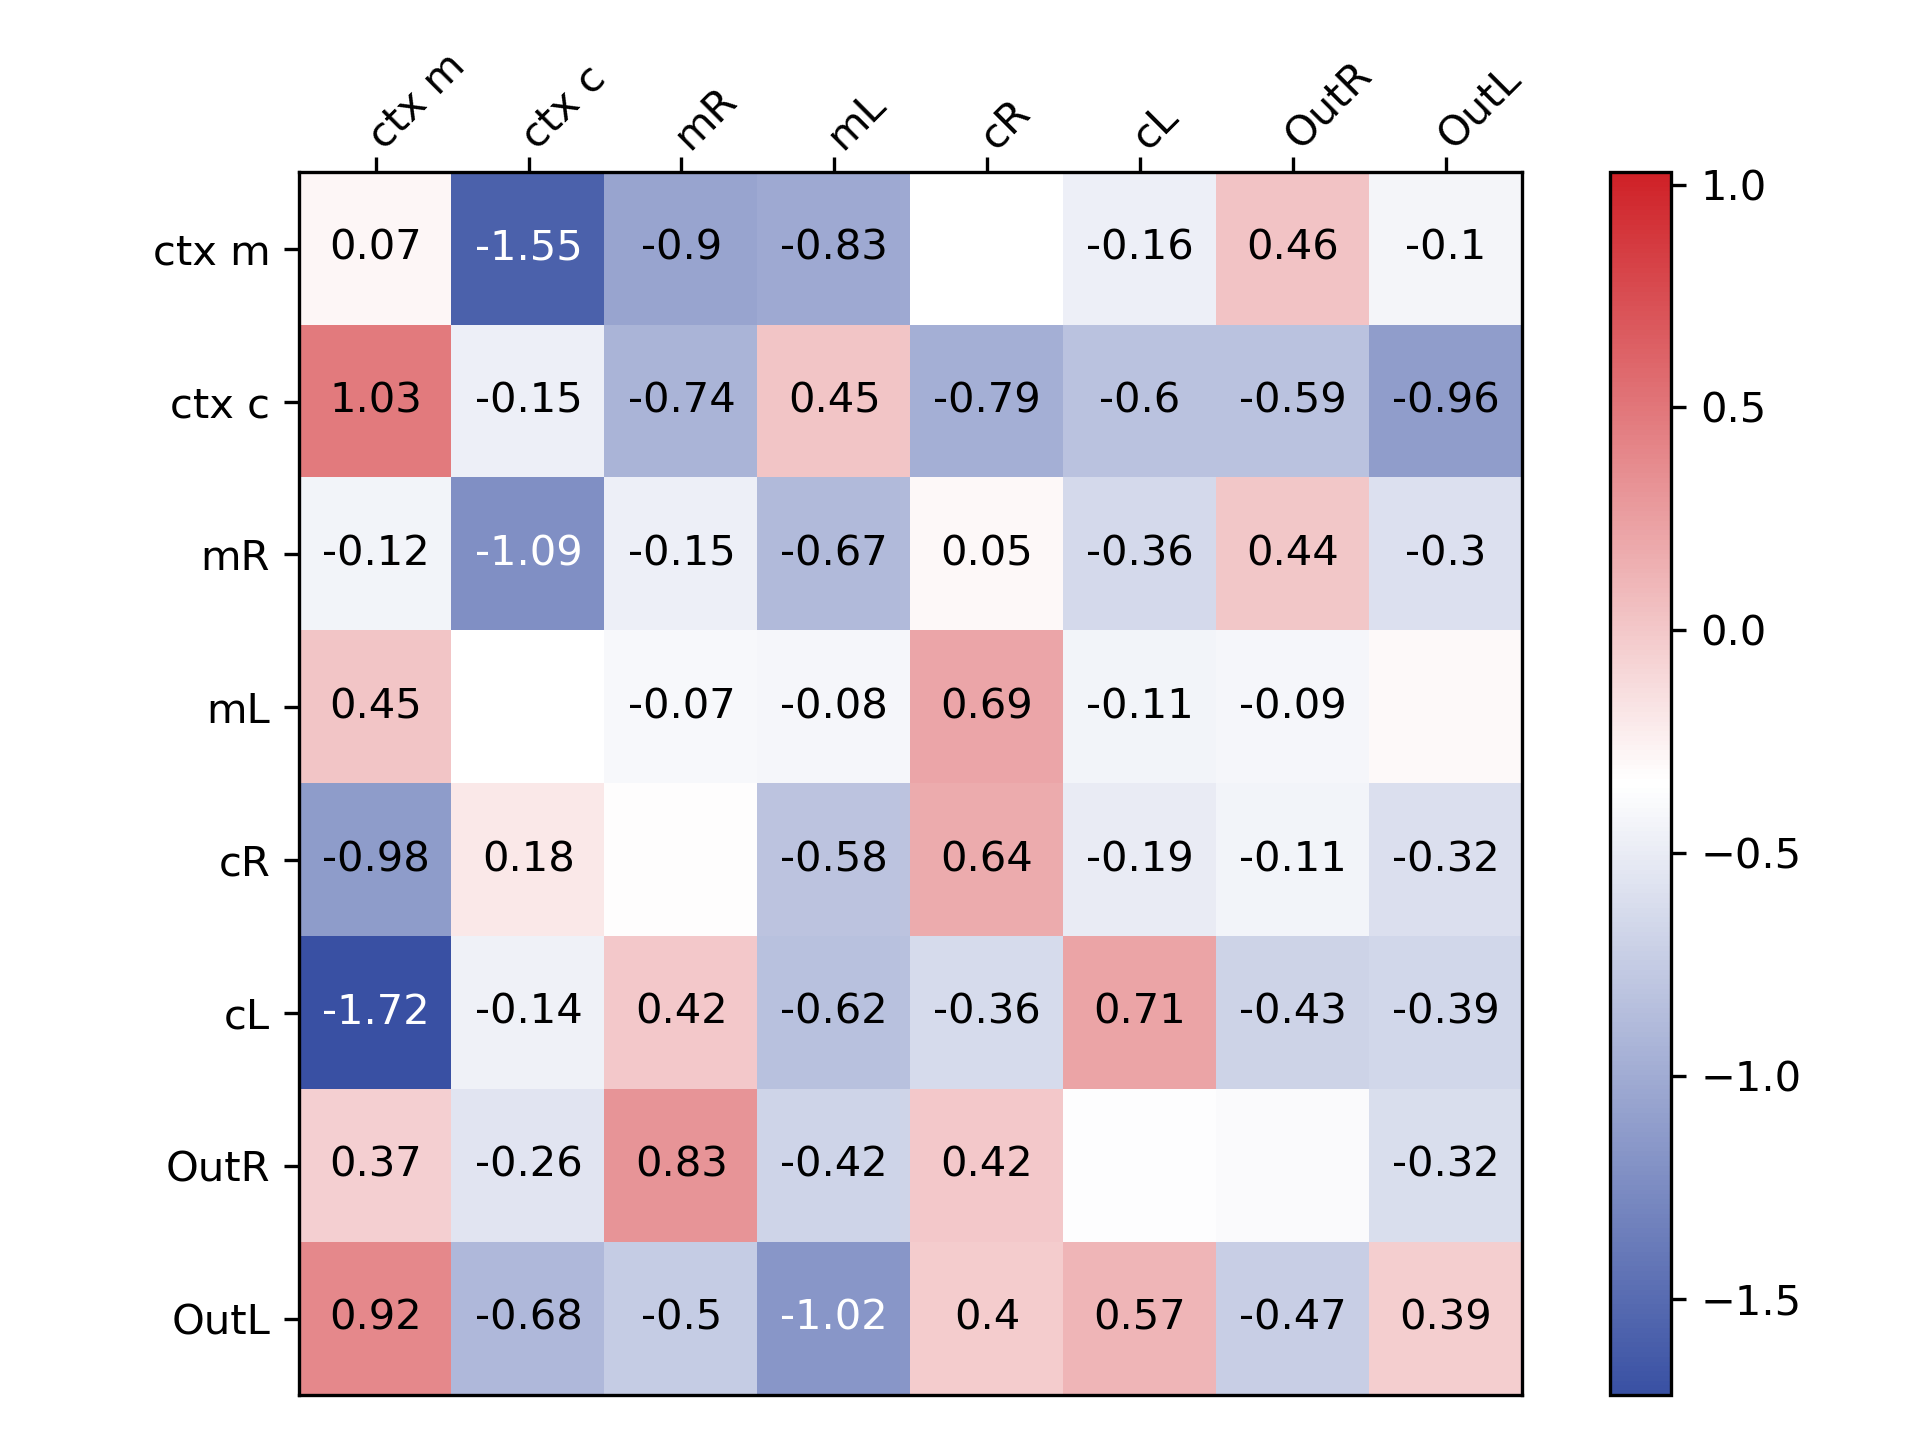 ctx m ctx c mR mL cR cL OutR OutL
ctx m 0.07 -1.55 -0.9 -0.83 -0.16 0.46 -0.1
ctx c 1.03 -0.15 -0.74 0.45 -0.79 -0.6 -0.59 -0.96
mR -0.12 -1.09 -0.15 -0.67 0.05 -0.36 0.44 -0.3
mL 0.45 -0.07 -0.08 0.69 -0.11 -0.09
cR -0.98 0.18 -0.58 0.64 -0.19 -0.11 -0.32
cL -1.72 -0.14 0.42 -0.62 -0.36 0.71 -0.43 -0.39
OutR 0.37 -0.26 0.83 -0.42 0.42 -0.32
OutL 0.92 -0.68 -0.5 -1.02 0.4 0.57 -0.47 0.39
1.0
0.5
0.0
−0.5
−1.0
−1.5